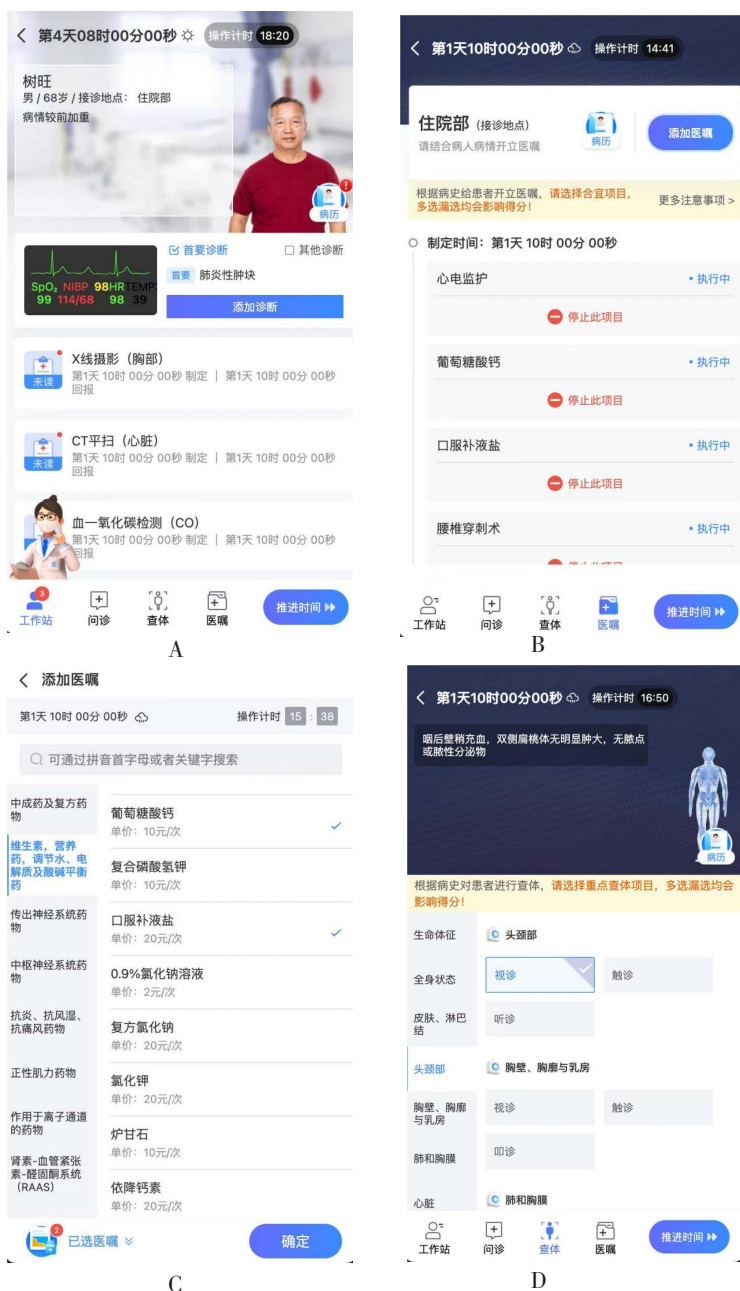 第4天08时00分00秒 操作计时 18:20
树旺
男 / 68岁 / 接诊地点： 住院部
病情较前加重
病历
首要诊断 其他诊断
首要 肺炎性肿块
添加诊断
SpO₂ NIBP 98HR TEMP
99 114/68 98 39
X线摄影（胸部）
未读
第1天 10时 00分 00秒 制定 | 第1天 10时 00分 00秒
回报
CT平扫（心脏）
未读
第1天 10时 00分 00秒 制定 | 第1天 10时 00分 00秒
回报
血一氧化碳检测（CO）
第1天 10时 00分 00秒 制定 | 第1天 10时 00分 00秒
回报
3
工作站 问诊 查体 医嘱 推进时间
A
第1天10时00分00秒 操作计时 14:41
住院部（接诊地点）
请结合病人病情开立医嘱
病历
添加医嘱
根据病史给患者开立医嘱，请选择合宜项目，
多选漏选均会影响得分！
更多注意事项 >
制定时间：第1天 10时 00分 00秒
心电监护 • 执行中
停止此项目
葡萄糖酸钙 • 执行中
停止此项目
口服补液盐 • 执行中
停止此项目
腰椎穿刺术 • 执行中
工作站 问诊 查体 医嘱 推进时间
B
添加医嘱
第1天 10时 00分 00秒 操作计时 15 : 38
可通过拼音首字母或者关键字搜索
中成药及复方药
物
维生素，营养
药，调节水、电
解质及酸碱平衡
药
传出神经系统药
物
中枢神经系统药
物
抗炎、抗风湿、
抗痛风药物
正性肌力药物
作用于离子通道
的药物
肾素-血管紧张
素-醛固酮系统
（RAAS）
葡萄糖酸钙
单价：10元/次
复合磷酸氢钾
单价：10元/次
口服补液盐
单价：20元/次
0.9%氯化钠溶液
单价：2元/次
复方氯化钠
单价：20元/次
氯化钾
单价：20元/次
炉甘石
单价：10元/次
依降钙素
单价：20元/次
2
已选医嘱
确定
C
第1天10时00分00秒 操作计时 16:50
咽后壁稍充血，双侧扁桃体无明显肿大，无脓点
或脓性分泌物
病历
根据病史对患者进行查体，请选择重点查体项目，多选漏选均会
影响得分！
生命体征
全身状态
皮肤、淋巴
结
头颈部
胸壁、胸廓
与乳房
肺和胸膜
心脏
头颈部
视诊 触诊
听诊
胸壁、胸廓与乳房
视诊 触诊
叩诊
肺和胸膜
工作站 问诊 查体 医嘱 推进时间
D